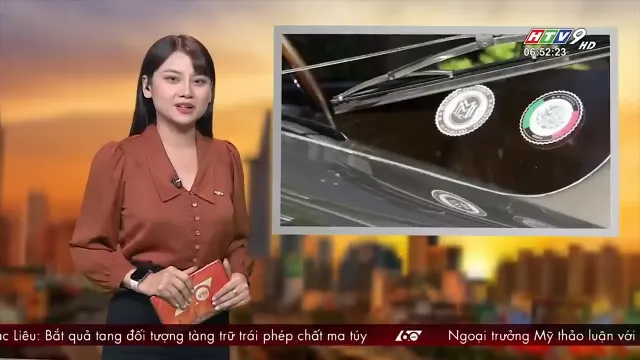 HTV9 HD
06:52:23
ạc Liêu: Bắt quả tang đối tượng tàng trữ trái phép chất ma túy
60
Ngoại trưởng Mỹ thảo luận với